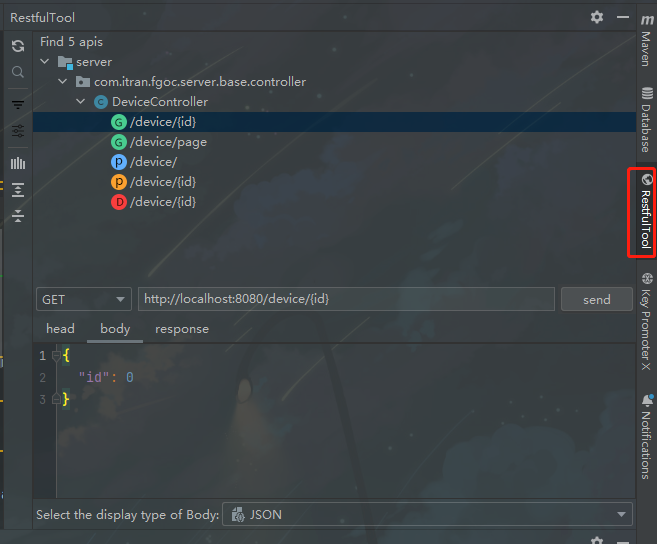 RestfulTool
Find 5 apis
server
com.itran.fgoc.server.base.controller
C DeviceController
G /device/{id}
G /device/page
p /device/
p /device/{id}
D /device/{id}
GET http://localhost:8080/device/{id} send
head body response
1 {
2 "id": 0
3 }
Select the display type of Body: JSON
m Maven
Database
RestfulTool
Key Promoter X
Notifications